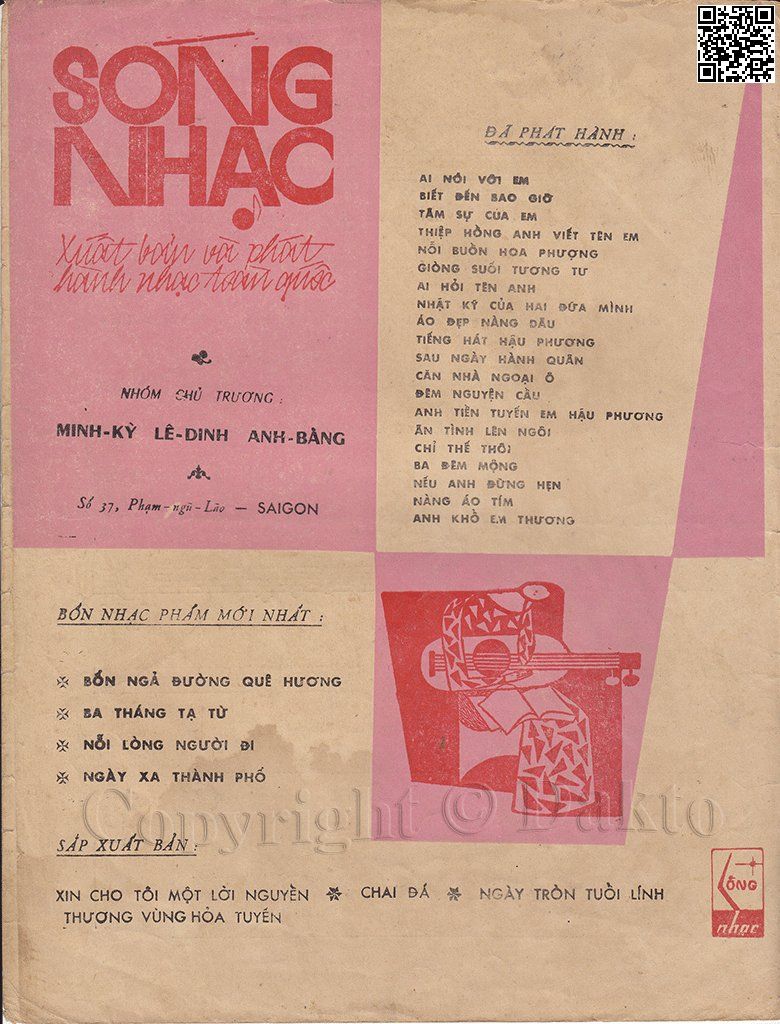 SÓNG
NHẠC
Xuất bản và phát
hành nhạc toàn quốc
NHÓM CHỦ TRƯƠNG :
MINH-KỲ LÊ-DINH ANH-BẰNG
Số 37, Phạm-ngũ-Lão — SAIGON
ĐÃ PHÁT HÀNH :
AI NÓI VỚI EM
BIẾT ĐẾN BAO GIỜ
TÂM SỰ CỦA EM
THIỆP HỒNG ANH VIẾT TÊN EM
NỖI BUỒN HOA PHƯỢNG
GIÒNG SUỐI TƯƠNG TƯ
AI HỎI TÊN ANH
NHẬT KÝ CỦA HAI ĐỨA MÌNH
ÁO ĐẸP NÀNG DÂU
TIẾNG HÁT HẬU PHƯƠNG
SAU NGÀY HÀNH QUÂN
CĂN NHÀ NGOẠI Ô
ĐÊM NGUYỆN CẦU
ANH TIỀN TUYẾN EM HẬU PHƯƠNG
ÂN TÌNH LÊN NGÔI
CHỈ THẾ THÔI
BA ĐÊM MỘNG
NẾU ANH ĐỪNG HẸN
NÀNG ÁO TÍM
ANH KHỔ EM THƯƠNG
BỐN NHẠC PHẨM MỚI NHẤT :
BỐN NGẢ ĐƯỜNG QUÊ HƯƠNG
BA THÁNG TẠ TỪ
NỖI LÒNG NGƯỜI ĐI
NGÀY XA THÀNH PHỐ
Copyright © Dakto
SẮP XUẤT BẢN :
XIN CHO TÔI MỘT LỜI NGUYỀN ※ CHAI ĐÁ ※ NGÀY TRÒN TUỔI LÍNH
THƯƠNG VÙNG HỎA TUYẾN
SÓNG
nhạc